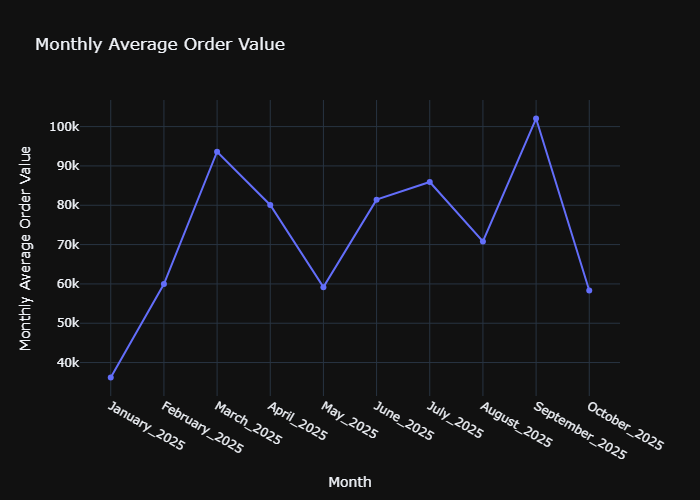 Monthly Average Order Value
Monthly Average Order Value
100k
90k
80k
70k
60k
50k
40k
January_2025
February_2025
March_2025
April_2025
May_2025
June_2025
July_2025
August_2025
September_2025
October_2025
Month